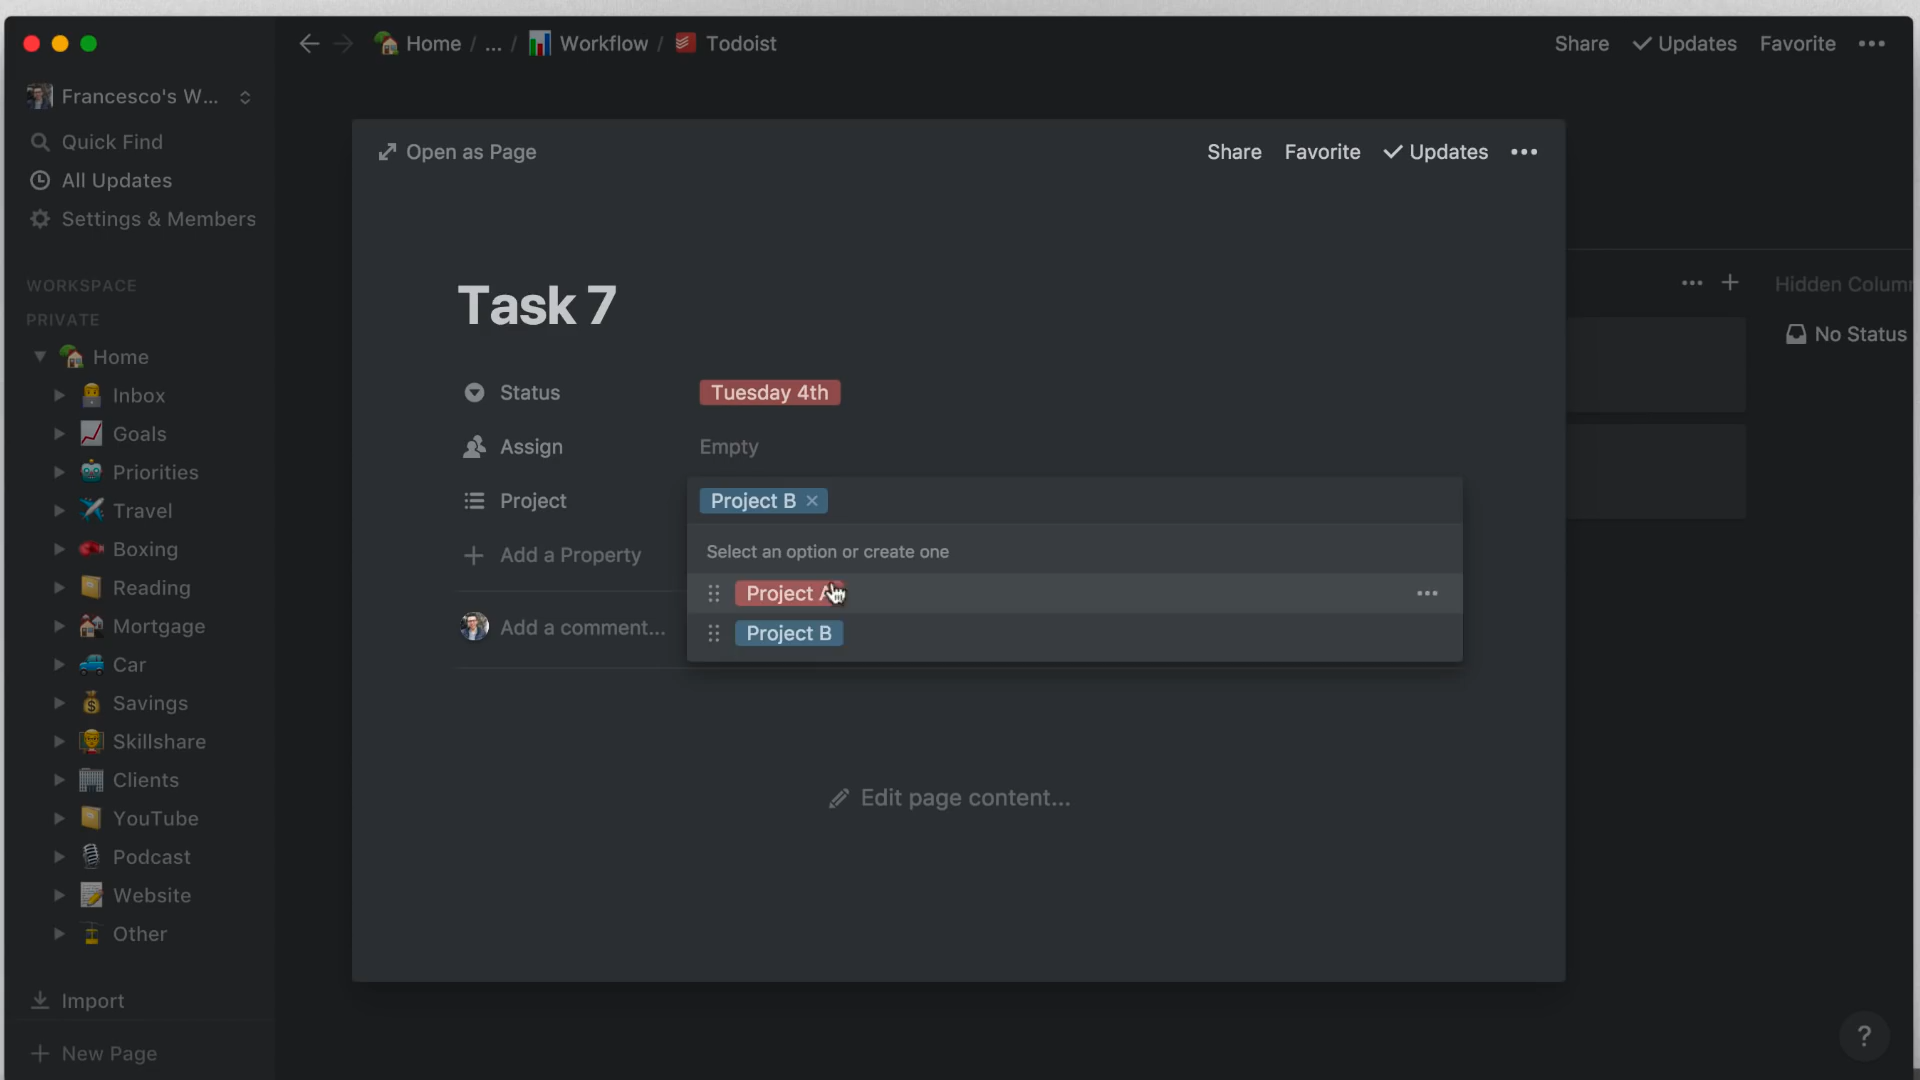 Home / ... / Workflow / Todoist
Share Updates Favorite
Francesco's W...
Quick Find
All Updates
Settings & Members
WORKSPACE
PRIVATE
Home
Inbox
Goals
Priorities
Travel
Boxing
Reading
Mortgage
Car
Savings
Skillshare
Clients
YouTube
Podcast
Website
Other
Import
+ New Page
Open as Page
Share Favorite Updates
Task 7
Status Tuesday 4th
Assign Empty
Project Project B ×
+ Add a Property
Select an option or create one
Project A
Project B
Add a comment...
Edit page content...
Hidden Colum
No Status
?